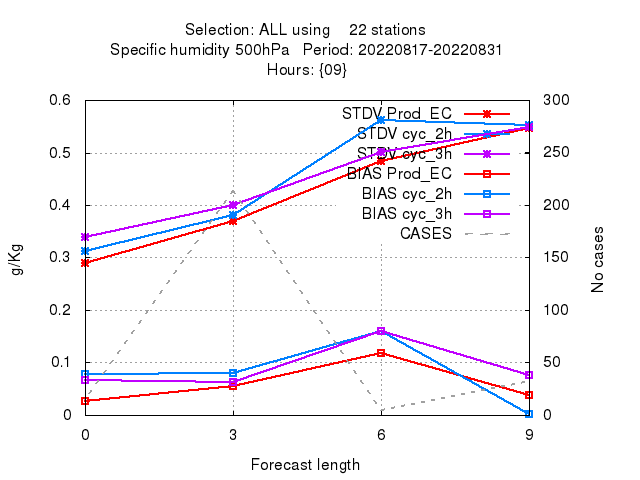 Selection: ALL using 22 stations
Specific humidity 500hPa Period: 20220817-20220831
Hours: {09}
0.6 300
STDV Prod_EC
STDV cyc_2h
0.5 250
STDV cyc_3h
BIAS Prod_EC
BIAS cyc_2h
0.4 200
BIAS cyc_3h
CASES
g/Kg
No cases
0.3 150
0.2 100
0.1 50
0 0
0 3 6 9
Forecast length